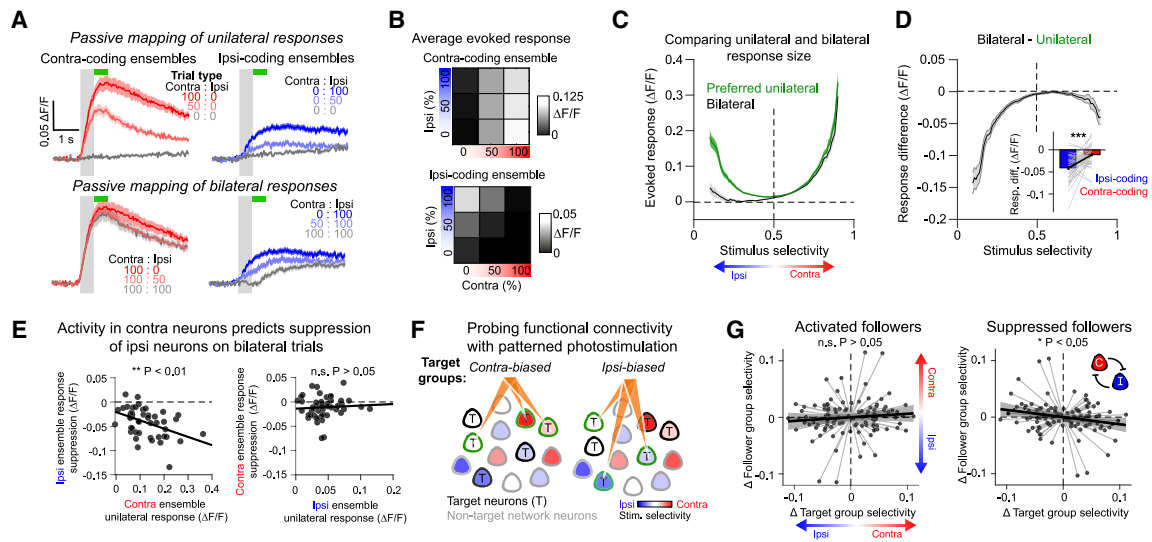 A
Passive mapping of unilateral responses
Contra-coding ensembles
Ipsi-coding ensembles
Trial type
Contra : Ipsi
100 : 0
50 : 0
0 : 0
Contra : Ipsi
0 : 100
0 : 50
0 : 0
0.05 ΔF/F
1 s
Passive mapping of bilateral responses
Contra : Ipsi
100 : 0
100 : 50
100 : 100
Contra : Ipsi
0 : 100
50 : 100
100 : 100
B
Average evoked response
Contra-coding ensemble
Ipsi (%)
0 50 100
0 50 100
0.125
0
ΔF/F
Ipsi-coding ensemble
Ipsi (%)
0 50 100
0 50 100
Contra (%)
0.05
0
ΔF/F
C
Comparing unilateral and bilateral
response size
Preferred unilateral
Bilateral
Evoked response (ΔF/F)
0.4
0.3
0.2
0.1
0
0 0.5 1
Stimulus selectivity
Ipsi Contra
D
Bilateral - Unilateral
Response difference (ΔF/F)
0
-0.05
-0.1
-0.15
-0.2
0 0.5 1
Stimulus selectivity
***
Resp. diff. (ΔF/F)
0
-0.05
-0.1
Ipsi-coding
Contra-coding
E
Activity in contra neurons predicts suppression
of ipsi neurons on bilateral trials
** P < 0.01
Ipsi ensemble response
suppression (ΔF/F)
0.05
0
-0.05
-0.1
-0.15
0 0.1 0.2 0.3 0.4
Contra ensemble
unilateral response (ΔF/F)
n.s. P > 0.05
Contra ensemble response
suppression (ΔF/F)
0.05
0
-0.05
-0.1
-0.15
0 0.05 0.1 0.2
Ipsi ensemble
unilateral response (ΔF/F)
F
Probing functional connectivity
with patterned photostimulation
Target
groups:
Contra-biased
Ipsi-biased
T T T T T
T T T T T
Target neurons (T)
Non-target network neurons
Ipsi Contra
Stim. selectivity
G
Activated followers
n.s. P > 0.05
Δ Follower group selectivity
0.1
0
-0.1
-0.1 0 0.1
Δ Target group selectivity
Ipsi Contra
Contra
Ipsi
Suppressed followers
* P < 0.05
C
I
Δ Follower group selectivity
0.1
0
-0.1
-0.1 0 0.1
Δ Target group selectivity